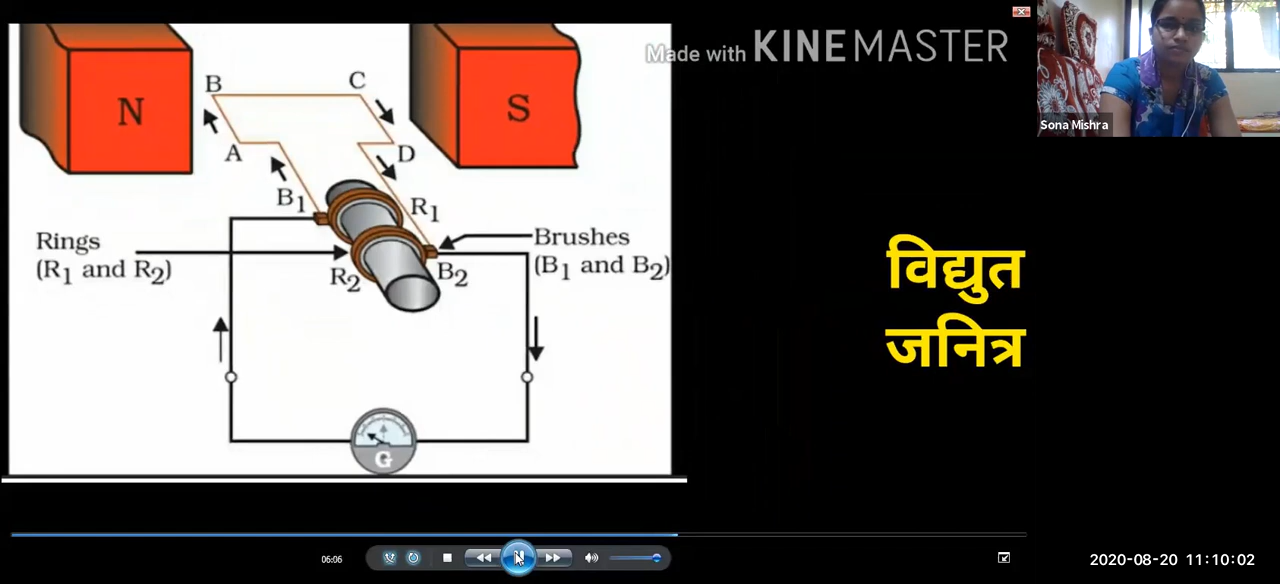 Made with KINEMASTER
Sona Mishra
N
S
B
C
A
D
B1
R1
Rings
(R1 and R2)
Brushes
(B1 and B2)
R2
B2
G
विद्युत
जनित्र
06:06
2020-08-20 11:10:02